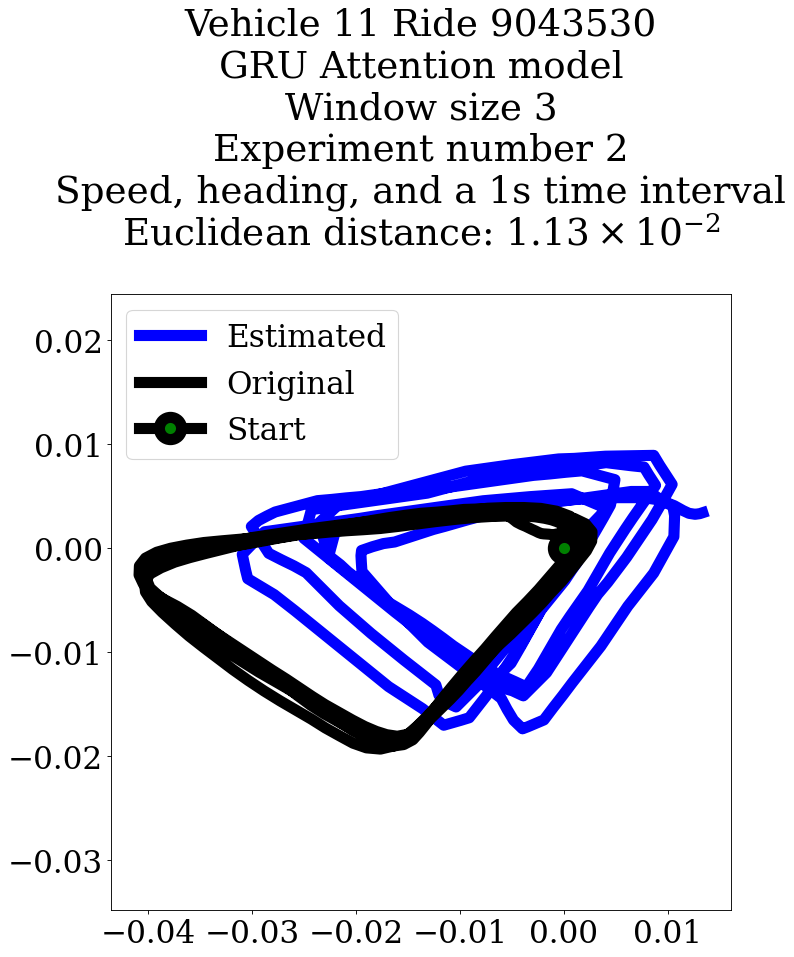 Vehicle 11 Ride 9043530
GRU Attention model
Window size 3
Experiment number 2
Speed, heading, and a 1s time interval
Euclidean distance: 1.13 × 10⁻²
Estimated
Original
Start
0.02
0.01
0.00
−0.01
−0.02
−0.03
−0.04 −0.03 −0.02 −0.01 0.00 0.01